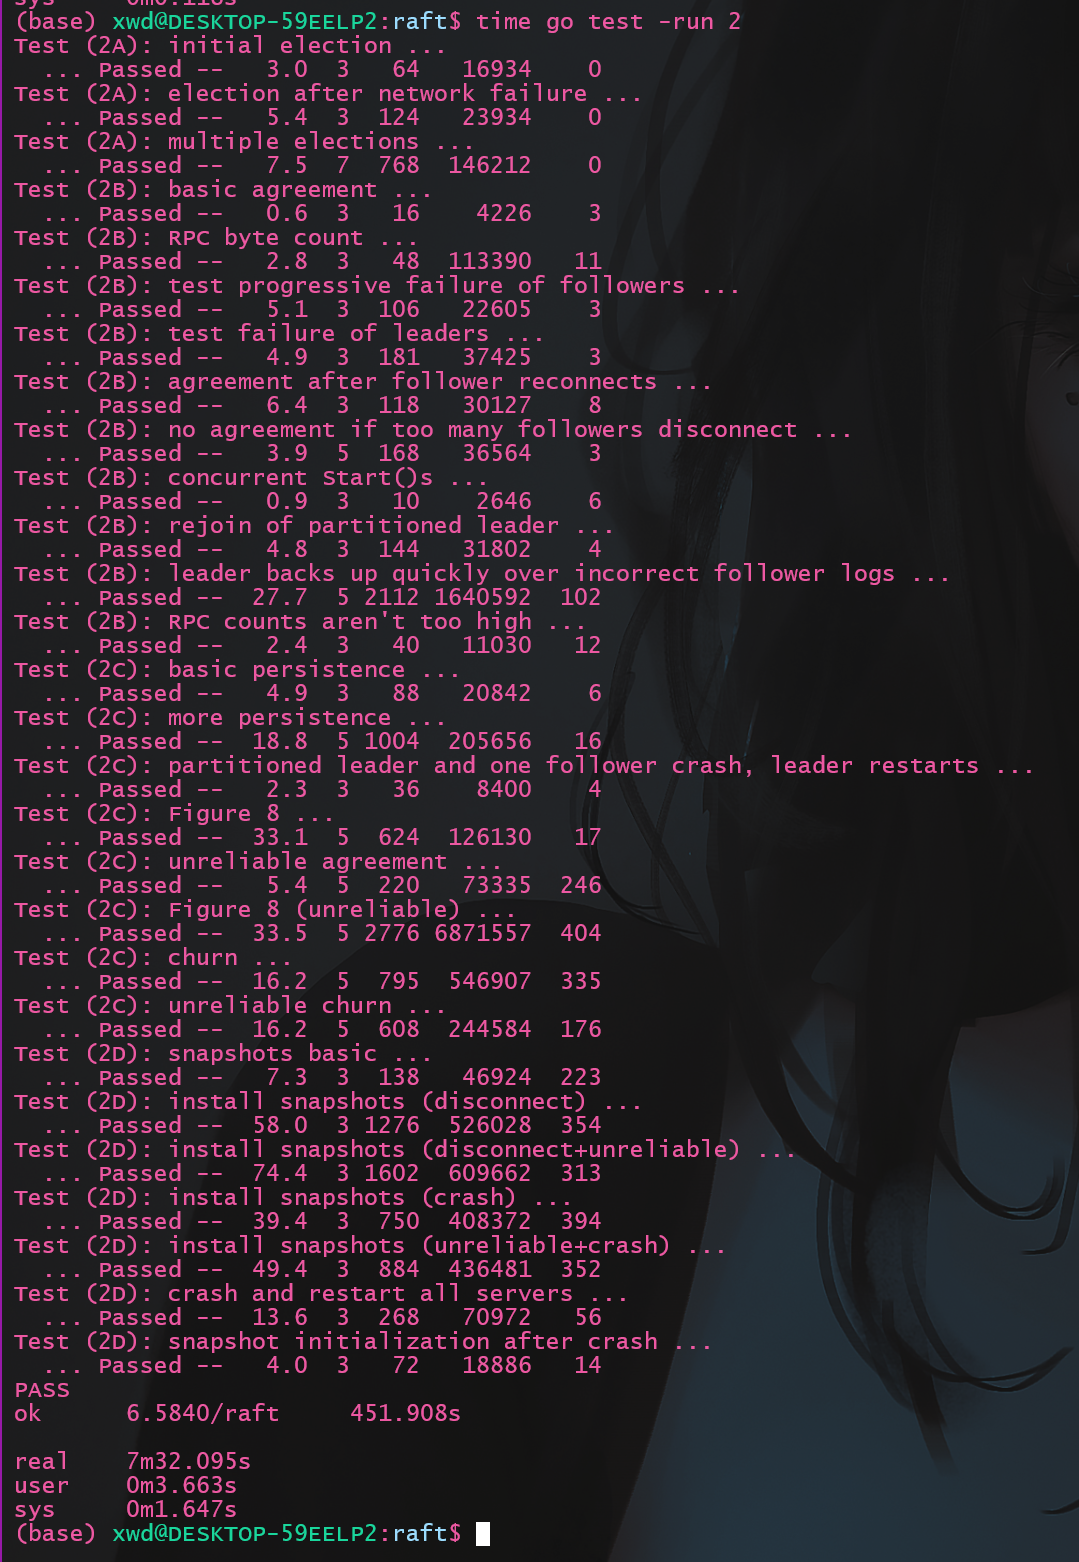 sys     0m0.118s
(base) xwd@DESKTOP-59EELP2:raft$ time go test -run 2
Test (2A): initial election ...
  ... Passed --   3.0  3   64   16934    0
Test (2A): election after network failure ...
  ... Passed --   5.4  3  124   23934    0
Test (2A): multiple elections ...
  ... Passed --   7.5  7  768  146212    0
Test (2B): basic agreement ...
  ... Passed --   0.6  3   16    4226    3
Test (2B): RPC byte count ...
  ... Passed --   2.8  3   48  113390   11
Test (2B): test progressive failure of followers ...
  ... Passed --   5.1  3  106   22605    3
Test (2B): test failure of leaders ...
  ... Passed --   4.9  3  181   37425    3
Test (2B): agreement after follower reconnects ...
  ... Passed --   6.4  3  118   30127    8
Test (2B): no agreement if too many followers disconnect ...
  ... Passed --   3.9  5  168   36564    3
Test (2B): concurrent Start()s ...
  ... Passed --   0.9  3   10    2646    6
Test (2B): rejoin of partitioned leader ...
  ... Passed --   4.8  3  144   31802    4
Test (2B): leader backs up quickly over incorrect follower logs ...
  ... Passed --  27.7  5 2112 1640592  102
Test (2B): RPC counts aren't too high ...
  ... Passed --   2.4  3   40   11030   12
Test (2C): basic persistence ...
  ... Passed --   4.9  3   88   20842    6
Test (2C): more persistence ...
  ... Passed --  18.8  5 1004  205656   16
Test (2C): partitioned leader and one follower crash, leader restarts ...
  ... Passed --   2.3  3   36    8400    4
Test (2C): Figure 8 ...
  ... Passed --  33.1  5  624  126130   17
Test (2C): unreliable agreement ...
  ... Passed --   5.4  5  220   73335  246
Test (2C): Figure 8 (unreliable) ...
  ... Passed --  33.5  5 2776 6871557  404
Test (2C): churn ...
  ... Passed --  16.2  5  795  546907  335
Test (2C): unreliable churn ...
  ... Passed --  16.2  5  608  244584  176
Test (2D): snapshots basic ...
  ... Passed --   7.3  3  138   46924  223
Test (2D): install snapshots (disconnect) ...
  ... Passed --  58.0  3 1276  526028  354
Test (2D): install snapshots (disconnect+unreliable) ...
  ... Passed --  74.4  3 1602  609662  313
Test (2D): install snapshots (crash) ...
  ... Passed --  39.4  3  750  408372  394
Test (2D): install snapshots (unreliable+crash) ...
  ... Passed --  49.4  3  884  436481  352
Test (2D): crash and restart all servers ...
  ... Passed --  13.6  3  268   70972   56
Test (2D): snapshot initialization after crash ...
  ... Passed --   4.0  3   72   18886   14
PASS
ok      6.5840/raft     451.908s
real    7m32.095s
user    0m3.663s
sys     0m1.647s
(base) xwd@DESKTOP-59EELP2:raft$